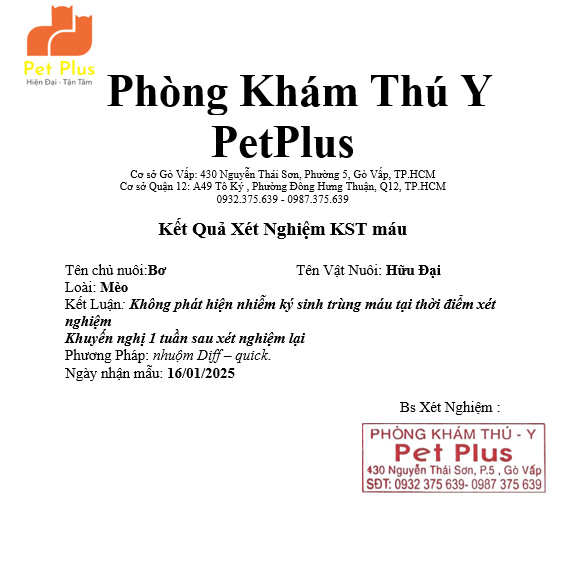 Pet Plus
Hiện Đại - Tận Tâm
Phòng Khám Thú Y
PetPlus
Cơ sở Gò Vấp: 430 Nguyễn Thái Sơn, Phường 5, Gò Vấp, TP.HCM
Cơ sở Quận 12: A49 Tô Ký , Phường Đông Hưng Thuận, Q12, TP.HCM
0932.375.639 - 0987.375.639
Kết Quả Xét Nghiệm KST máu
Tên chủ nuôi:Bơ Tên Vật Nuôi: Hữu Đại
Loài: Mèo
Kết Luận: Không phát hiện nhiễm ký sinh trùng máu tại thời điểm xét
nghiệm
Khuyến nghị 1 tuần sau xét nghiệm lại
Phương Pháp: nhuộm Diff – quick.
Ngày nhận mẫu: 16/01/2025
Bs Xét Nghiệm :
PHÒNG KHÁM THÚ - Y
Pet Plus
430 Nguyễn Thái Sơn, P.5 , Gò Vấp
SĐT: 0932 375 639- 0987 375 639